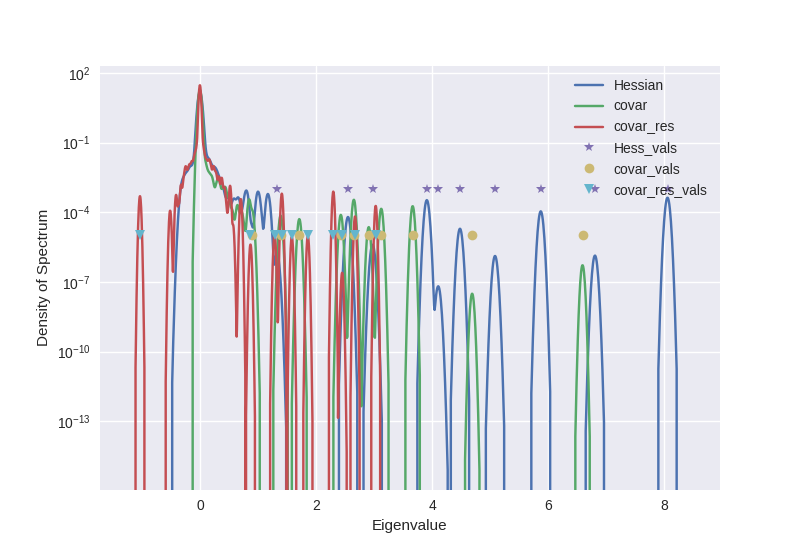 10^2
10^−1
10^−4
10^−7
10^−10
10^−13
Density of Spectrum
Hessian
covar
covar_res
Hess_vals
covar_vals
covar_res_vals
0 2 4 6 8
Eigenvalue